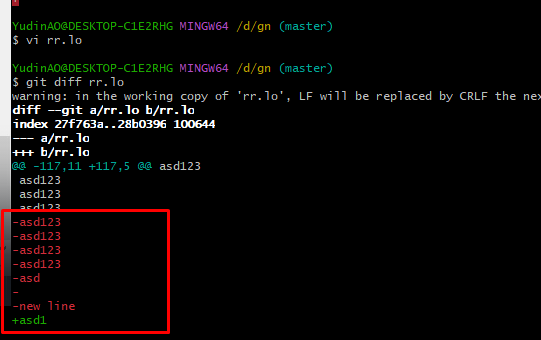 YudinAO@DESKTOP-C1E2RHG MINGW64 /d/gn (master)
$ vi rr.lo
YudinAO@DESKTOP-C1E2RHG MINGW64 /d/gn (master)
$ git diff rr.lo
warning: in the working copy of 'rr.lo', LF will be replaced by CRLF the nex
diff --git a/rr.lo b/rr.lo
index 27f763a..28b0396 100644
--- a/rr.lo
+++ b/rr.lo
@@ -117,11 +117,5 @@ asd123
 asd123
 asd123
 asd123
-asd123
-asd123
-asd123
-asd123
-asd
-
-new line
+asd1